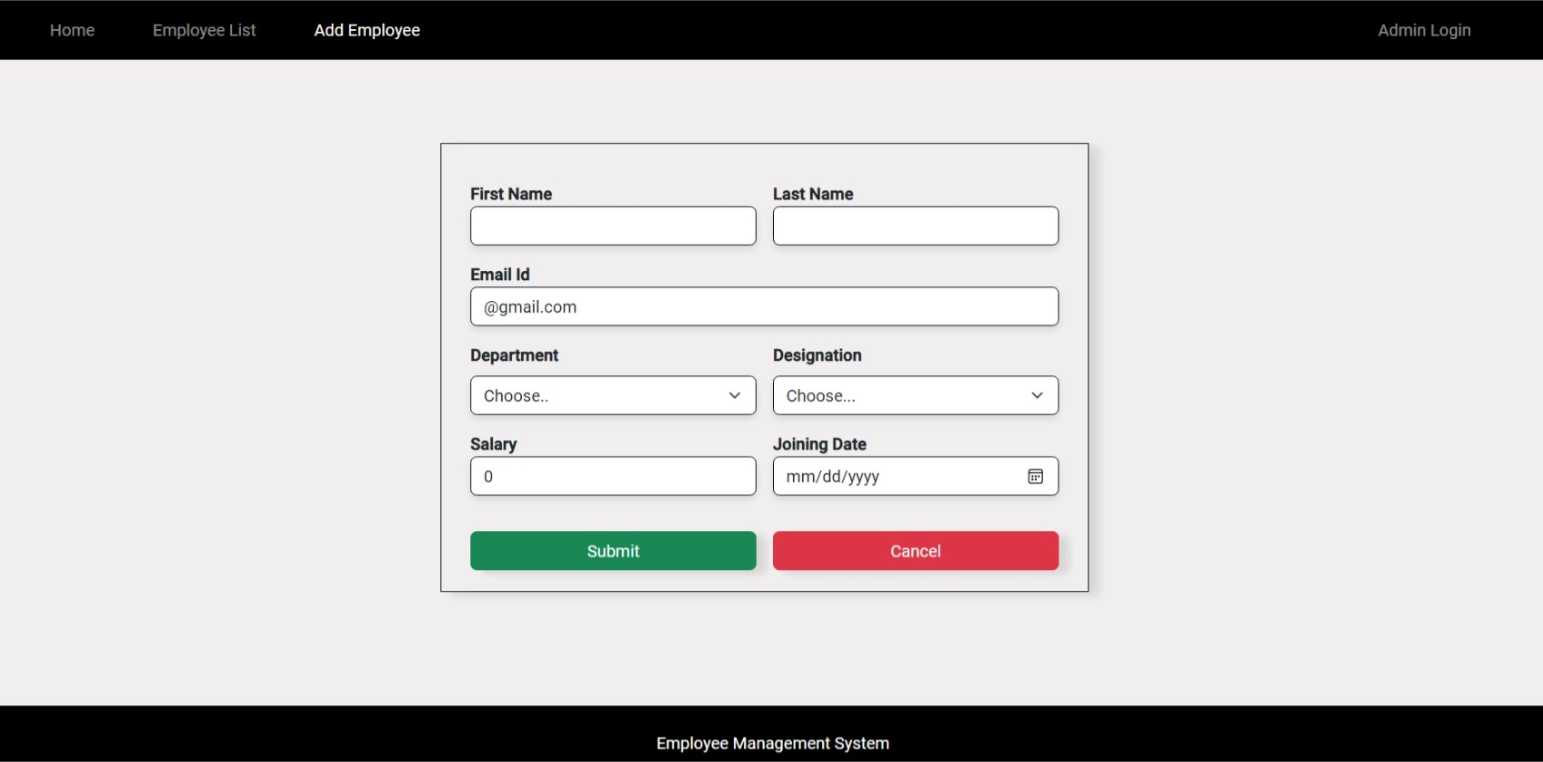 Home Employee List Add Employee Admin Login
First Name Last Name
Email Id
@gmail.com
Department Designation
Choose.. Choose...
Salary Joining Date
0 mm/dd/yyyy
Submit Cancel
Employee Management System